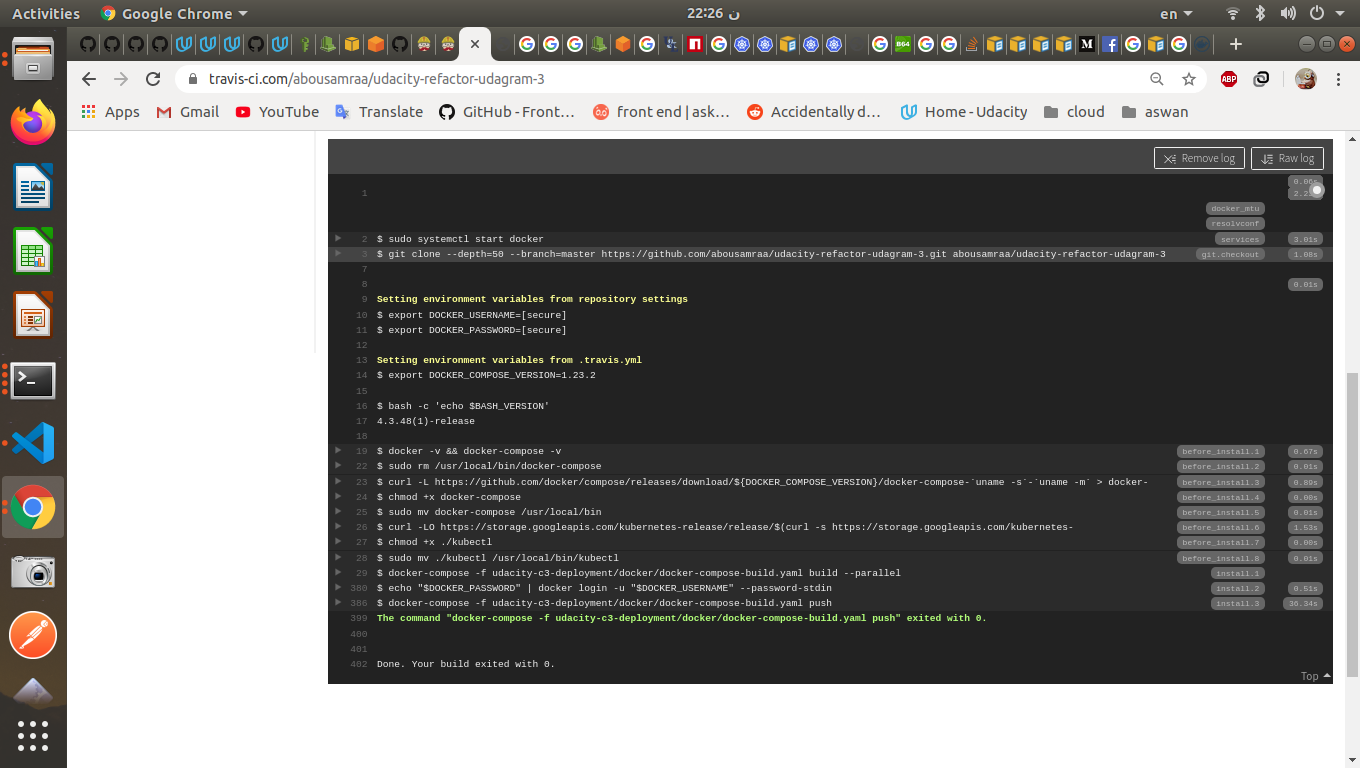 Activities
Google Chrome
22:26 ن
en
travis-ci.com/abousamraa/udacity-refactor-udagram-3
ABP
Apps
Gmail
YouTube
Translate
GitHub - Front…
front end | ask…
Accidentally d…
Home - Udacity
cloud
aswan
Remove log
Raw log
0.06s
1
docker_mtu
resolvconf
2 $ sudo systemctl start docker services 3.01s
3 $ git clone --depth=50 --branch=master https://github.com/abousamraa/udacity-refactor-udagram-3.git abousamraa/udacity-refactor-udagram-3 git.checkout 1.08s
7
8 0.01s
9 Setting environment variables from repository settings
10 $ export DOCKER_USERNAME=[secure]
11 $ export DOCKER_PASSWORD=[secure]
12
13 Setting environment variables from .travis.yml
14 $ export DOCKER_COMPOSE_VERSION=1.23.2
15
16 $ bash -c 'echo $BASH_VERSION'
17 4.3.48(1)-release
18
19 $ docker -v && docker-compose -v before_install.1 0.67s
22 $ sudo rm /usr/local/bin/docker-compose before_install.2 0.01s
23 $ curl -L https://github.com/docker/compose/releases/download/${DOCKER_COMPOSE_VERSION}/docker-compose-`uname -s`-`uname -m` > docker- before_install.3 0.89s
24 $ chmod +x docker-compose before_install.4 0.00s
25 $ sudo mv docker-compose /usr/local/bin before_install.5 0.01s
26 $ curl -LO https://storage.googleapis.com/kubernetes-release/release/$(curl -s https://storage.googleapis.com/kubernetes- before_install.6 1.53s
27 $ chmod +x ./kubectl before_install.7 0.00s
28 $ sudo mv ./kubectl /usr/local/bin/kubectl before_install.8 0.01s
29 $ docker-compose -f udacity-c3-deployment/docker/docker-compose-build.yaml build --parallel install.1
380 $ echo "$DOCKER_PASSWORD" | docker login -u "$DOCKER_USERNAME" --password-stdin install.2 0.51s
386 $ docker-compose -f udacity-c3-deployment/docker/docker-compose-build.yaml push install.3 36.34s
399 The command "docker-compose -f udacity-c3-deployment/docker/docker-compose-build.yaml push" exited with 0.
400
401
402 Done. Your build exited with 0.
Top